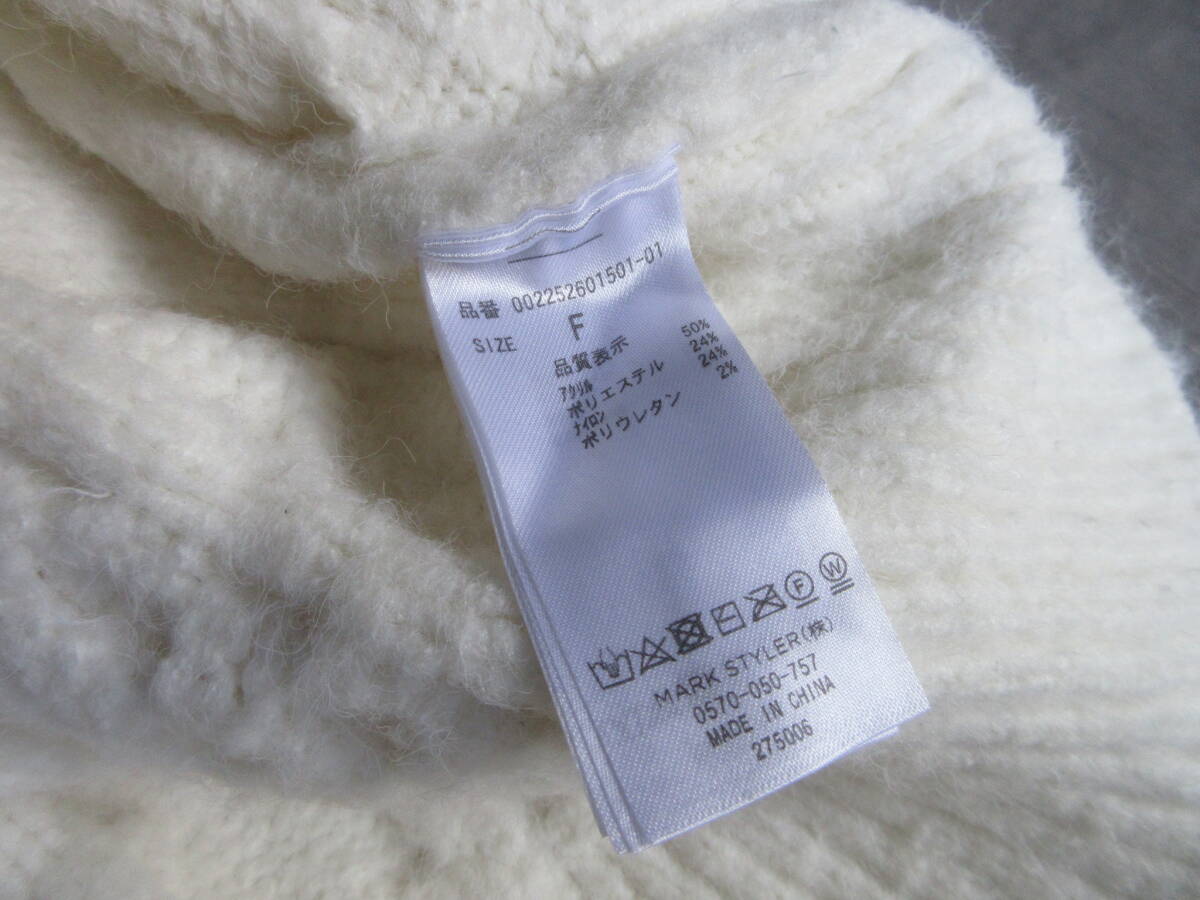 品番 002252601501-01
SIZE F
品質表示
アクリル 50%
ポリエステル 24%
ナイロン 24%
ポリウレタン 2%
F W
MARK STYLER(株)
0570-050-757
MADE IN CHINA
275006